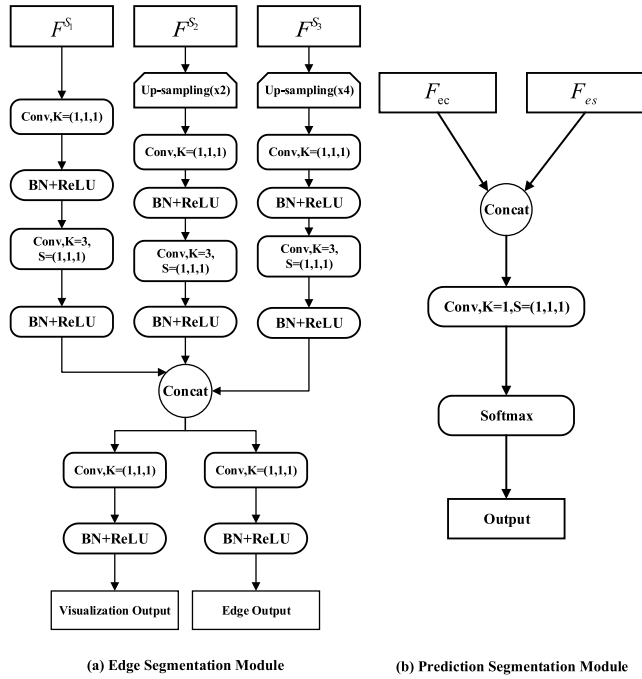 F^{S_1} F^{S_2} F^{S_3}
Up-sampling(x2) Up-sampling(x4)
Conv,K=(1,1,1) Conv,K=(1,1,1) Conv,K=(1,1,1)
BN+ReLU BN+ReLU BN+ReLU
Conv,K=3,
S=(1,1,1)
Conv,K=3,
S=(1,1,1)
Conv,K=3,
S=(1,1,1)
BN+ReLU BN+ReLU BN+ReLU
Concat
Conv,K=(1,1,1) Conv,K=(1,1,1)
BN+ReLU BN+ReLU
Visualization Output Edge Output
(a) Edge Segmentation Module
F_{ec} F_{es}
Concat
Conv,K=1,S=(1,1,1)
Softmax
Output
(b) Prediction Segmentation Module